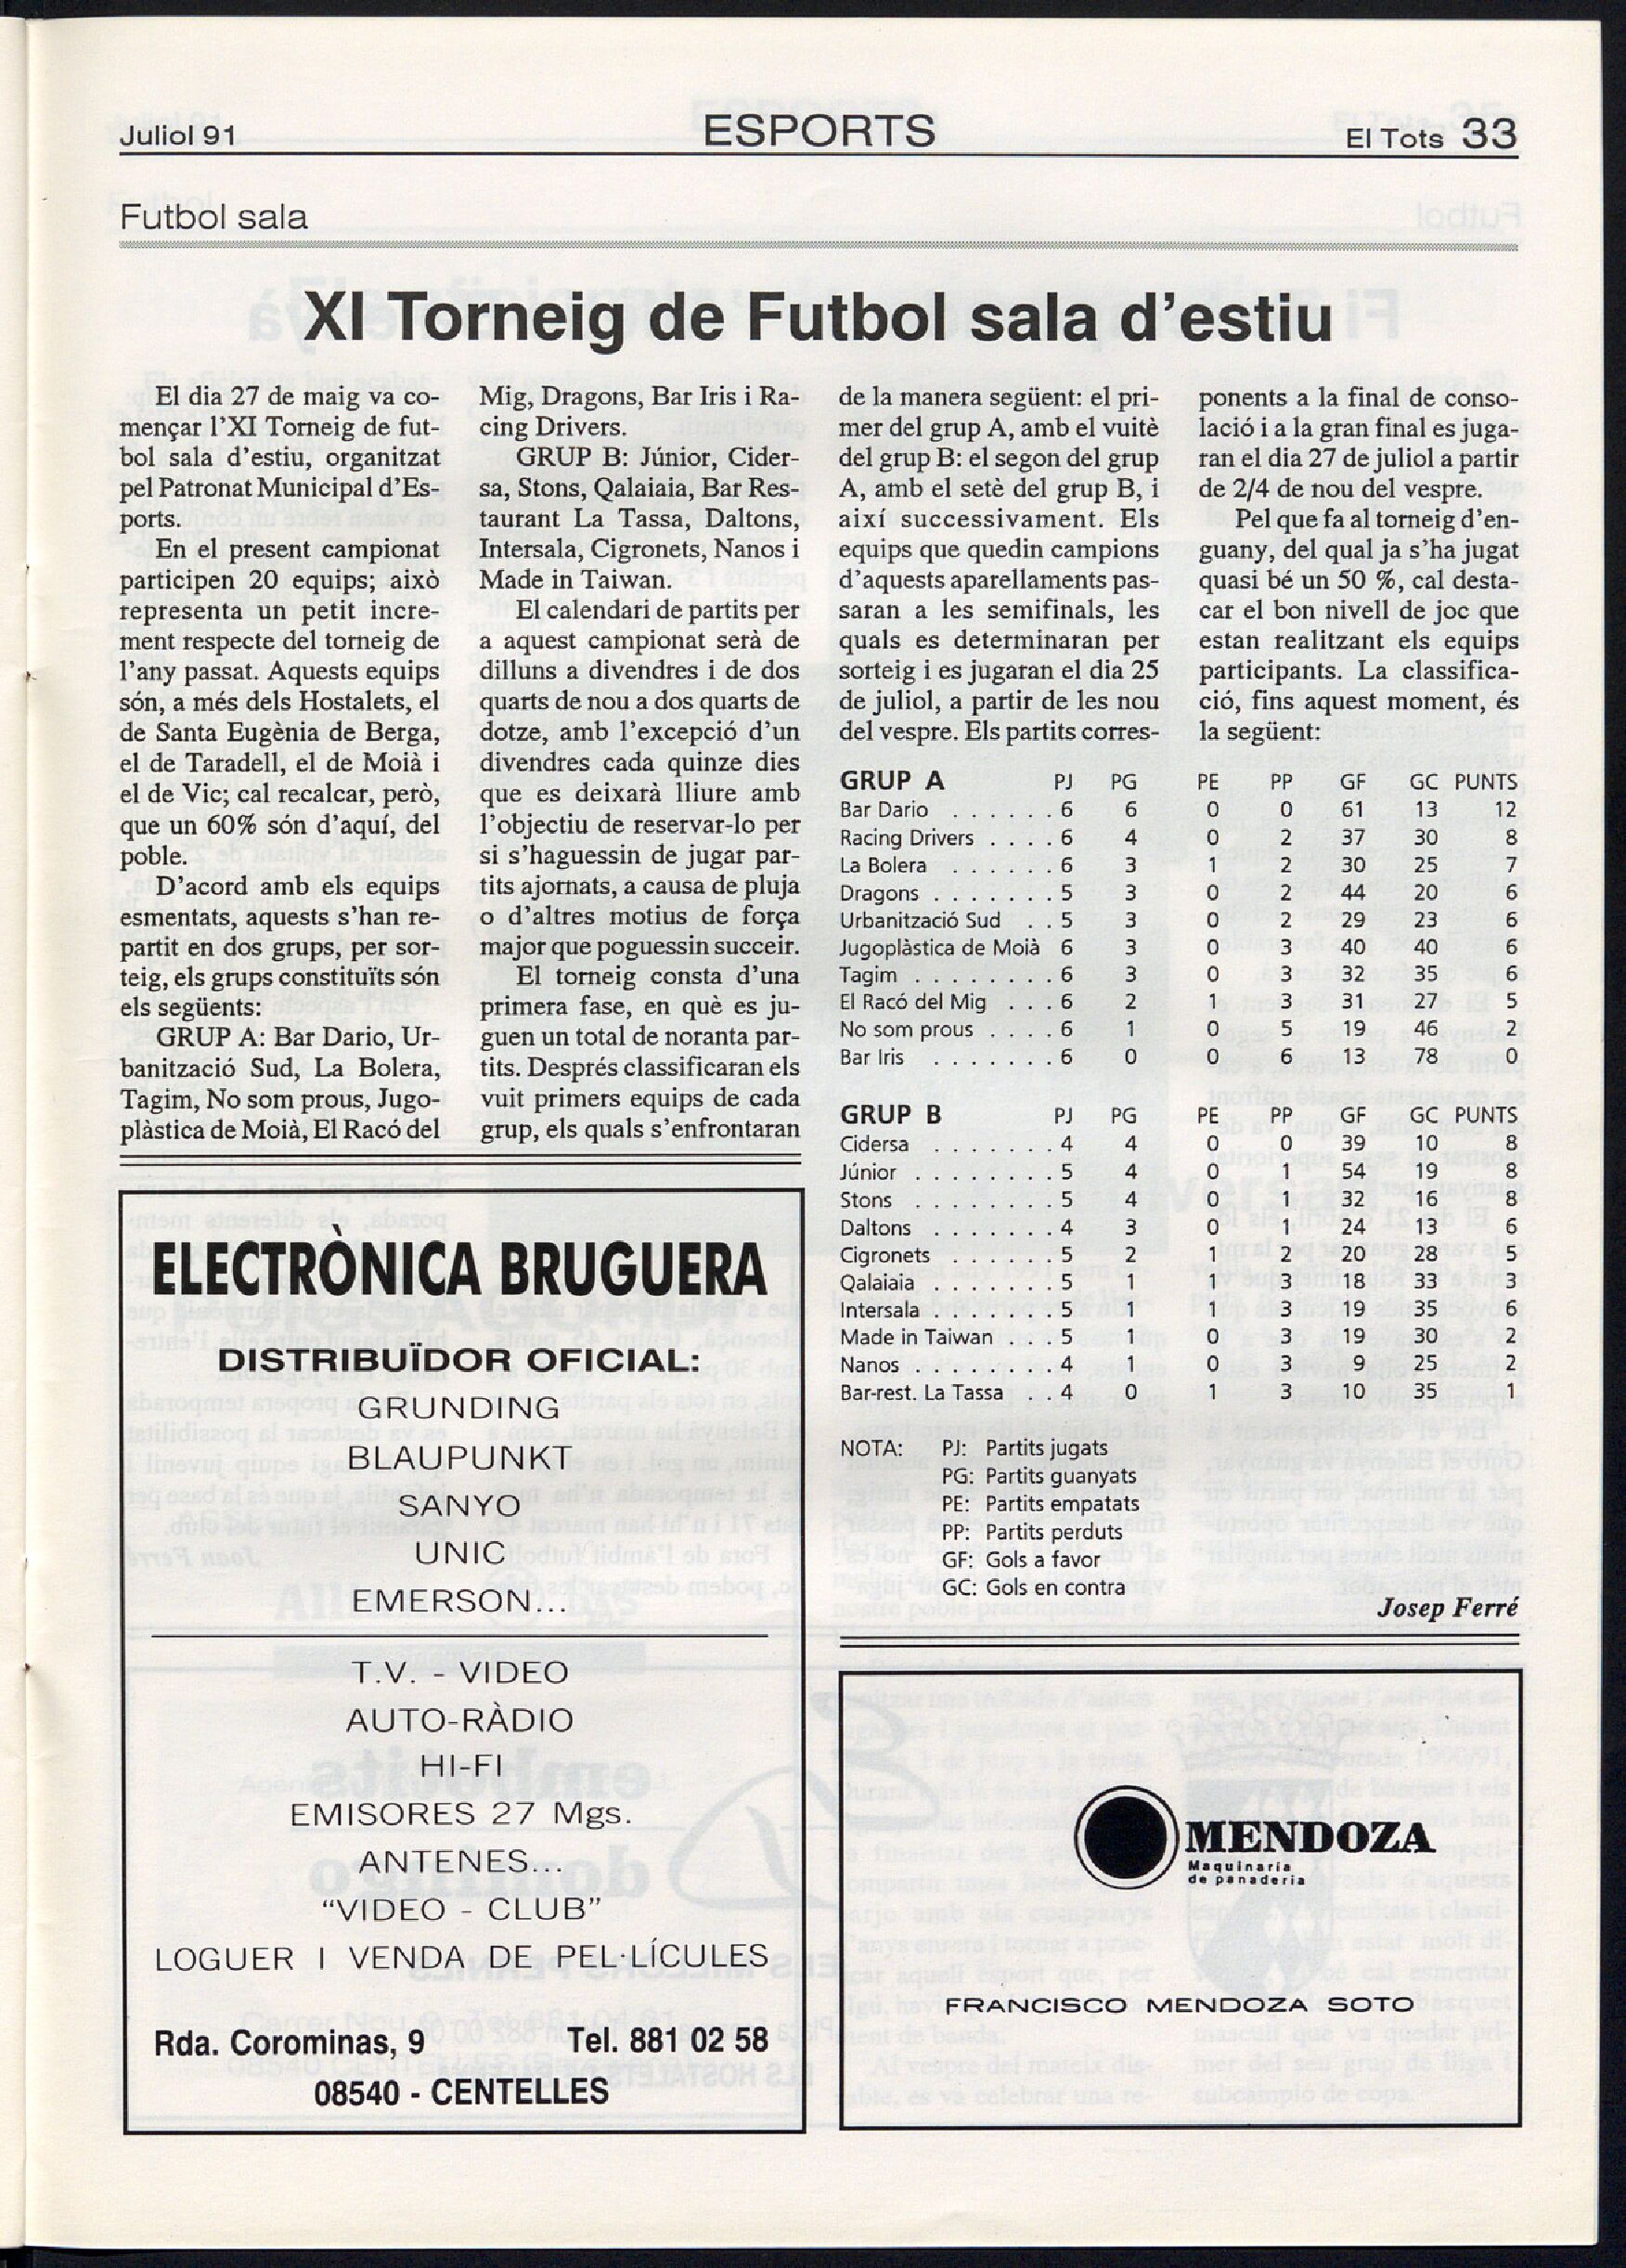 Juliol 91
ESPORTS
El Tots 33
Futbol sala
XI Torneig de Futbol sala d'estiu
El dia 27 de maig va co-
mençar l'XI Torneig de fut-
bol sala d'estiu, organitzat
pel Patronat Municipal d'Es-
ports.
En el present campionat
participen 20 equips; això
representa un petit incre-
ment respecte del torneig de
l'any passat. Aquests equips
són, a més dels Hostalets, el
de Santa Eugènia de Berga,
el de Taradell, el de Moià i
el de Vic; cal recalcar, però,
que un 60% són d'aquí, del
poble.
D'acord amb els equips
esmentats, aquests s'han re-
partit en dos grups, per sor-
teig, els grups constituïts són
els següents:
GRUP A: Bar Dario, Ur-
banització Sud, La Bolera,
Tagim, No som prous, Jugo-
plàstica de Moià, El Racó del
Mig, Dragons, Bar Iris i Ra-
cing Drivers.
GRUP B: Júnior, Cider-
sa, Stons, Qalaiaia, Bar Res-
taurant La Tassa, Daltons,
Intersala, Cigronets, Nanos i
Made in Taiwan.
El calendari de partits per
a aquest campionat serà de
dilluns a divendres i de dos
quarts de nou a dos quarts de
dotze, amb l'excepció d'un
divendres cada quinze dies
que es deixarà lliure amb
l'objectiu de reservar-lo per
si s'haguessin de jugar par-
tits ajornats, a causa de pluja
o d'altres motius de força
major que poguessin succeir.
El torneig consta d'una
primera fase, en què es ju-
guen un total de noranta par-
tits. Després classificaran els
vuit primers equips de cada
grup, els quals s'enfrontaran
de la manera següent: el pri-
mer del grup A, amb el vuitè
del grup B: el segon del grup
A, amb el setè del grup B, i
així successivament. Els
equips que quedin campions
d'aquests aparellaments pas-
saran a les semifinals, les
quals es determinaran per
sorteig i es jugaran el dia 25
de juliol, a partir de les nou
del vespre. Els partits corres-
ponents a la final de conso-
lació i a la gran final es juga-
ran el dia 27 de juliol a partir
de 2/4 de nou del vespre.
Pel que fa al torneig d'en-
guany, del qual ja s'ha jugat
quasi bé un 50 %, cal desta-
car el bon nivell de joc que
estan realitzant els equips
participants. La classifica-
ció, fins aquest moment, és
la següent:
GRUP A PJ PG PE PP GF GC PUNTS
Bar Dario . . . . . . 6 6 0 0 61 13 12
Racing Drivers . . . . 6 4 0 2 37 30 8
La Bolera . . . . . . 6 3 1 2 30 25 7
Dragons . . . . . . . 5 3 0 2 44 20 6
Urbanització Sud . . 5 3 0 2 29 23 6
Jugoplàstica de Moià 6 3 0 3 40 40 6
Tagim . . . . . . . . 6 3 0 3 32 35 6
El Racó del Mig . . . 6 2 1 3 31 27 5
No som prous . . . . 6 1 0 5 19 46 2
Bar Iris . . . . . . . 6 0 0 6 13 78 0
GRUP B PJ PG PE PP GF GC PUNTS
Cidersa . . . . . . . 4 4 0 0 39 10 8
Júnior . . . . . . . . 5 4 0 1 54 19 8
Stons . . . . . . . . 5 4 0 1 32 16 8
Daltons . . . . . . . 4 3 0 1 24 13 6
Cigronets . . . . . . 5 2 1 2 20 28 5
Qalaiaia . . . . . . . 5 1 1 3 18 33 3
Intersala . . . . . . . 5 1 1 3 19 35 6
Made in Taiwan . . . 5 1 0 3 19 30 2
Nanos . . . . . . . . 4 1 0 3 9 25 2
Bar-rest. La Tassa . . 4 0 1 3 10 35 1
NOTA: PJ: Partits jugats
PG: Partits guanyats
PE: Partits empatats
PP: Partits perduts
GF: Gols a favor
GC: Gols en contra
Josep Ferré
ELECTRÒNICA BRUGUERA
DISTRIBUÏDOR OFICIAL:
GRUNDING
BLAUPUNKT
SANYO
UNIC
EMERSON...
T.V. - VIDEO
AUTO-RÀDIO
HI-FI
EMISORES 27 Mgs.
ANTENES...
“VIDEO - CLUB”
LOGUER I VENDA DE PEL·LÍCULES
Rda. Corominas, 9 Tel. 881 02 58
08540 - CENTELLES
MENDOZA
Maquinaria
de panaderia
FRANCISCO MENDOZA SOTO